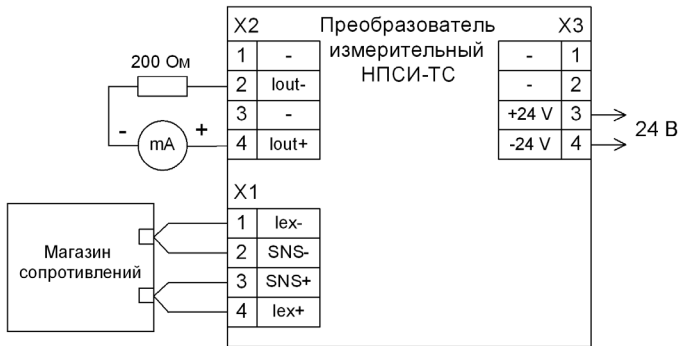 X2
Преобразователь
измерительный
НПСИ-ТС
X3
200 Ом
1 -
2 Iout-
3 -
4 Iout+
- 1
- 2
+24 V 3
-24 V 4
24 В
- mA +
X1
1 Iex-
2 SNS-
3 SNS+
4 Iex+
Магазин
сопротивлений